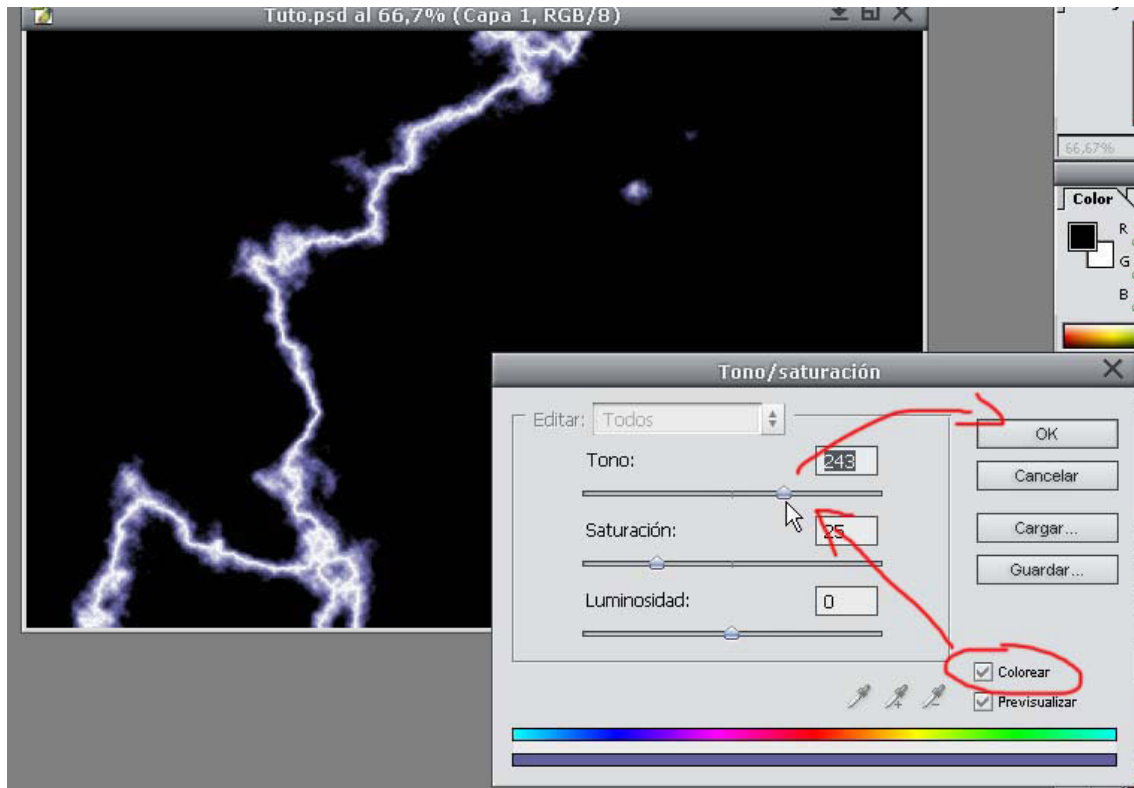 Tuto.psd al 66,7% (Capa 1, RGB/8)
66,67%
Color
R
G
B
Tono/saturación
Editar: Todos
OK
Tono: 243
Cancelar
Saturación: 25
Cargar...
Guardar...
Luminosidad: 0
Colorear
Previsualizar